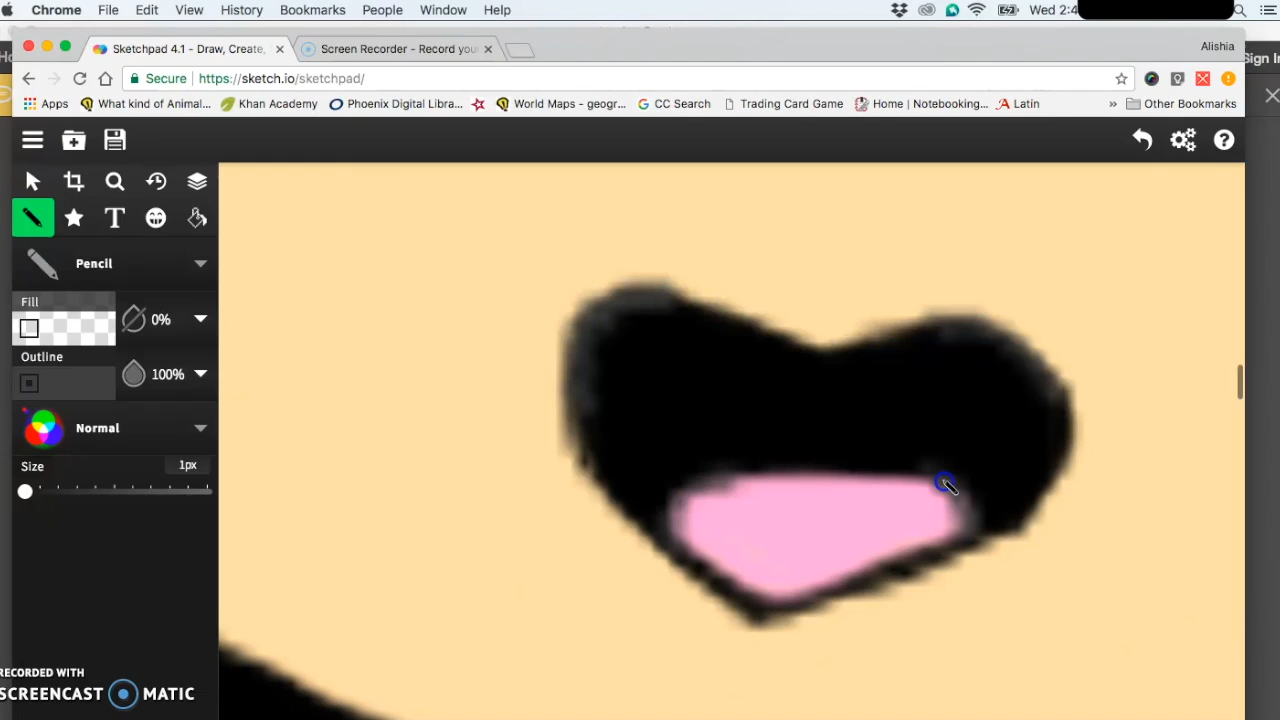 Chrome File Edit View History Bookmarks People Window Help Wed 2:4
Sketchpad 4.1 - Draw, Create, Screen Recorder - Record you Alishia
Sign In
Secure https://sketch.io/sketchpad/
Apps What kind of Animal... Khan Academy Phoenix Digital Libra... World Maps - geogr... CC Search Trading Card Game Home | Notebooking... Latin » Other Bookmarks
T
Pencil
Fill
0%
Outline
100%
Normal
Size 1px
RECORDED WITH
SCREENCAST MATIC